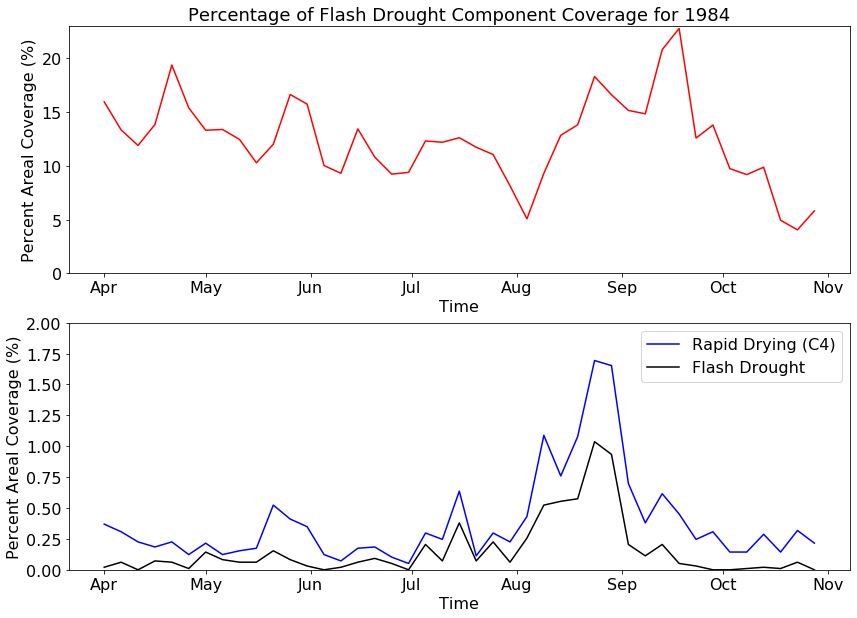 Percentage of Flash Drought Component Coverage for 1984
Percent Areal Coverage (%)
20
15
10
5
0
Apr May Jun Jul Aug Sep Oct Nov
Time
Percent Areal Coverage (%)
2.00
1.75
1.50
1.25
1.00
0.75
0.50
0.25
0.00
Rapid Drying (C4)
Flash Drought
Apr May Jun Jul Aug Sep Oct Nov
Time